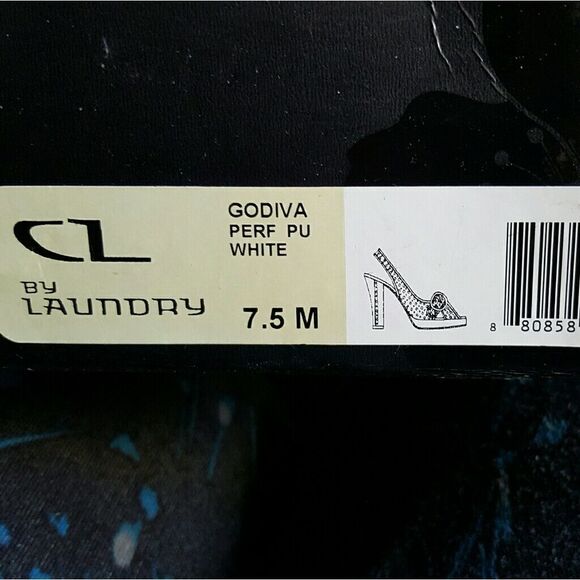 CL
BY
LAUNDRY
GODIVA
PERF PU
WHITE
7.5 M
8 80858